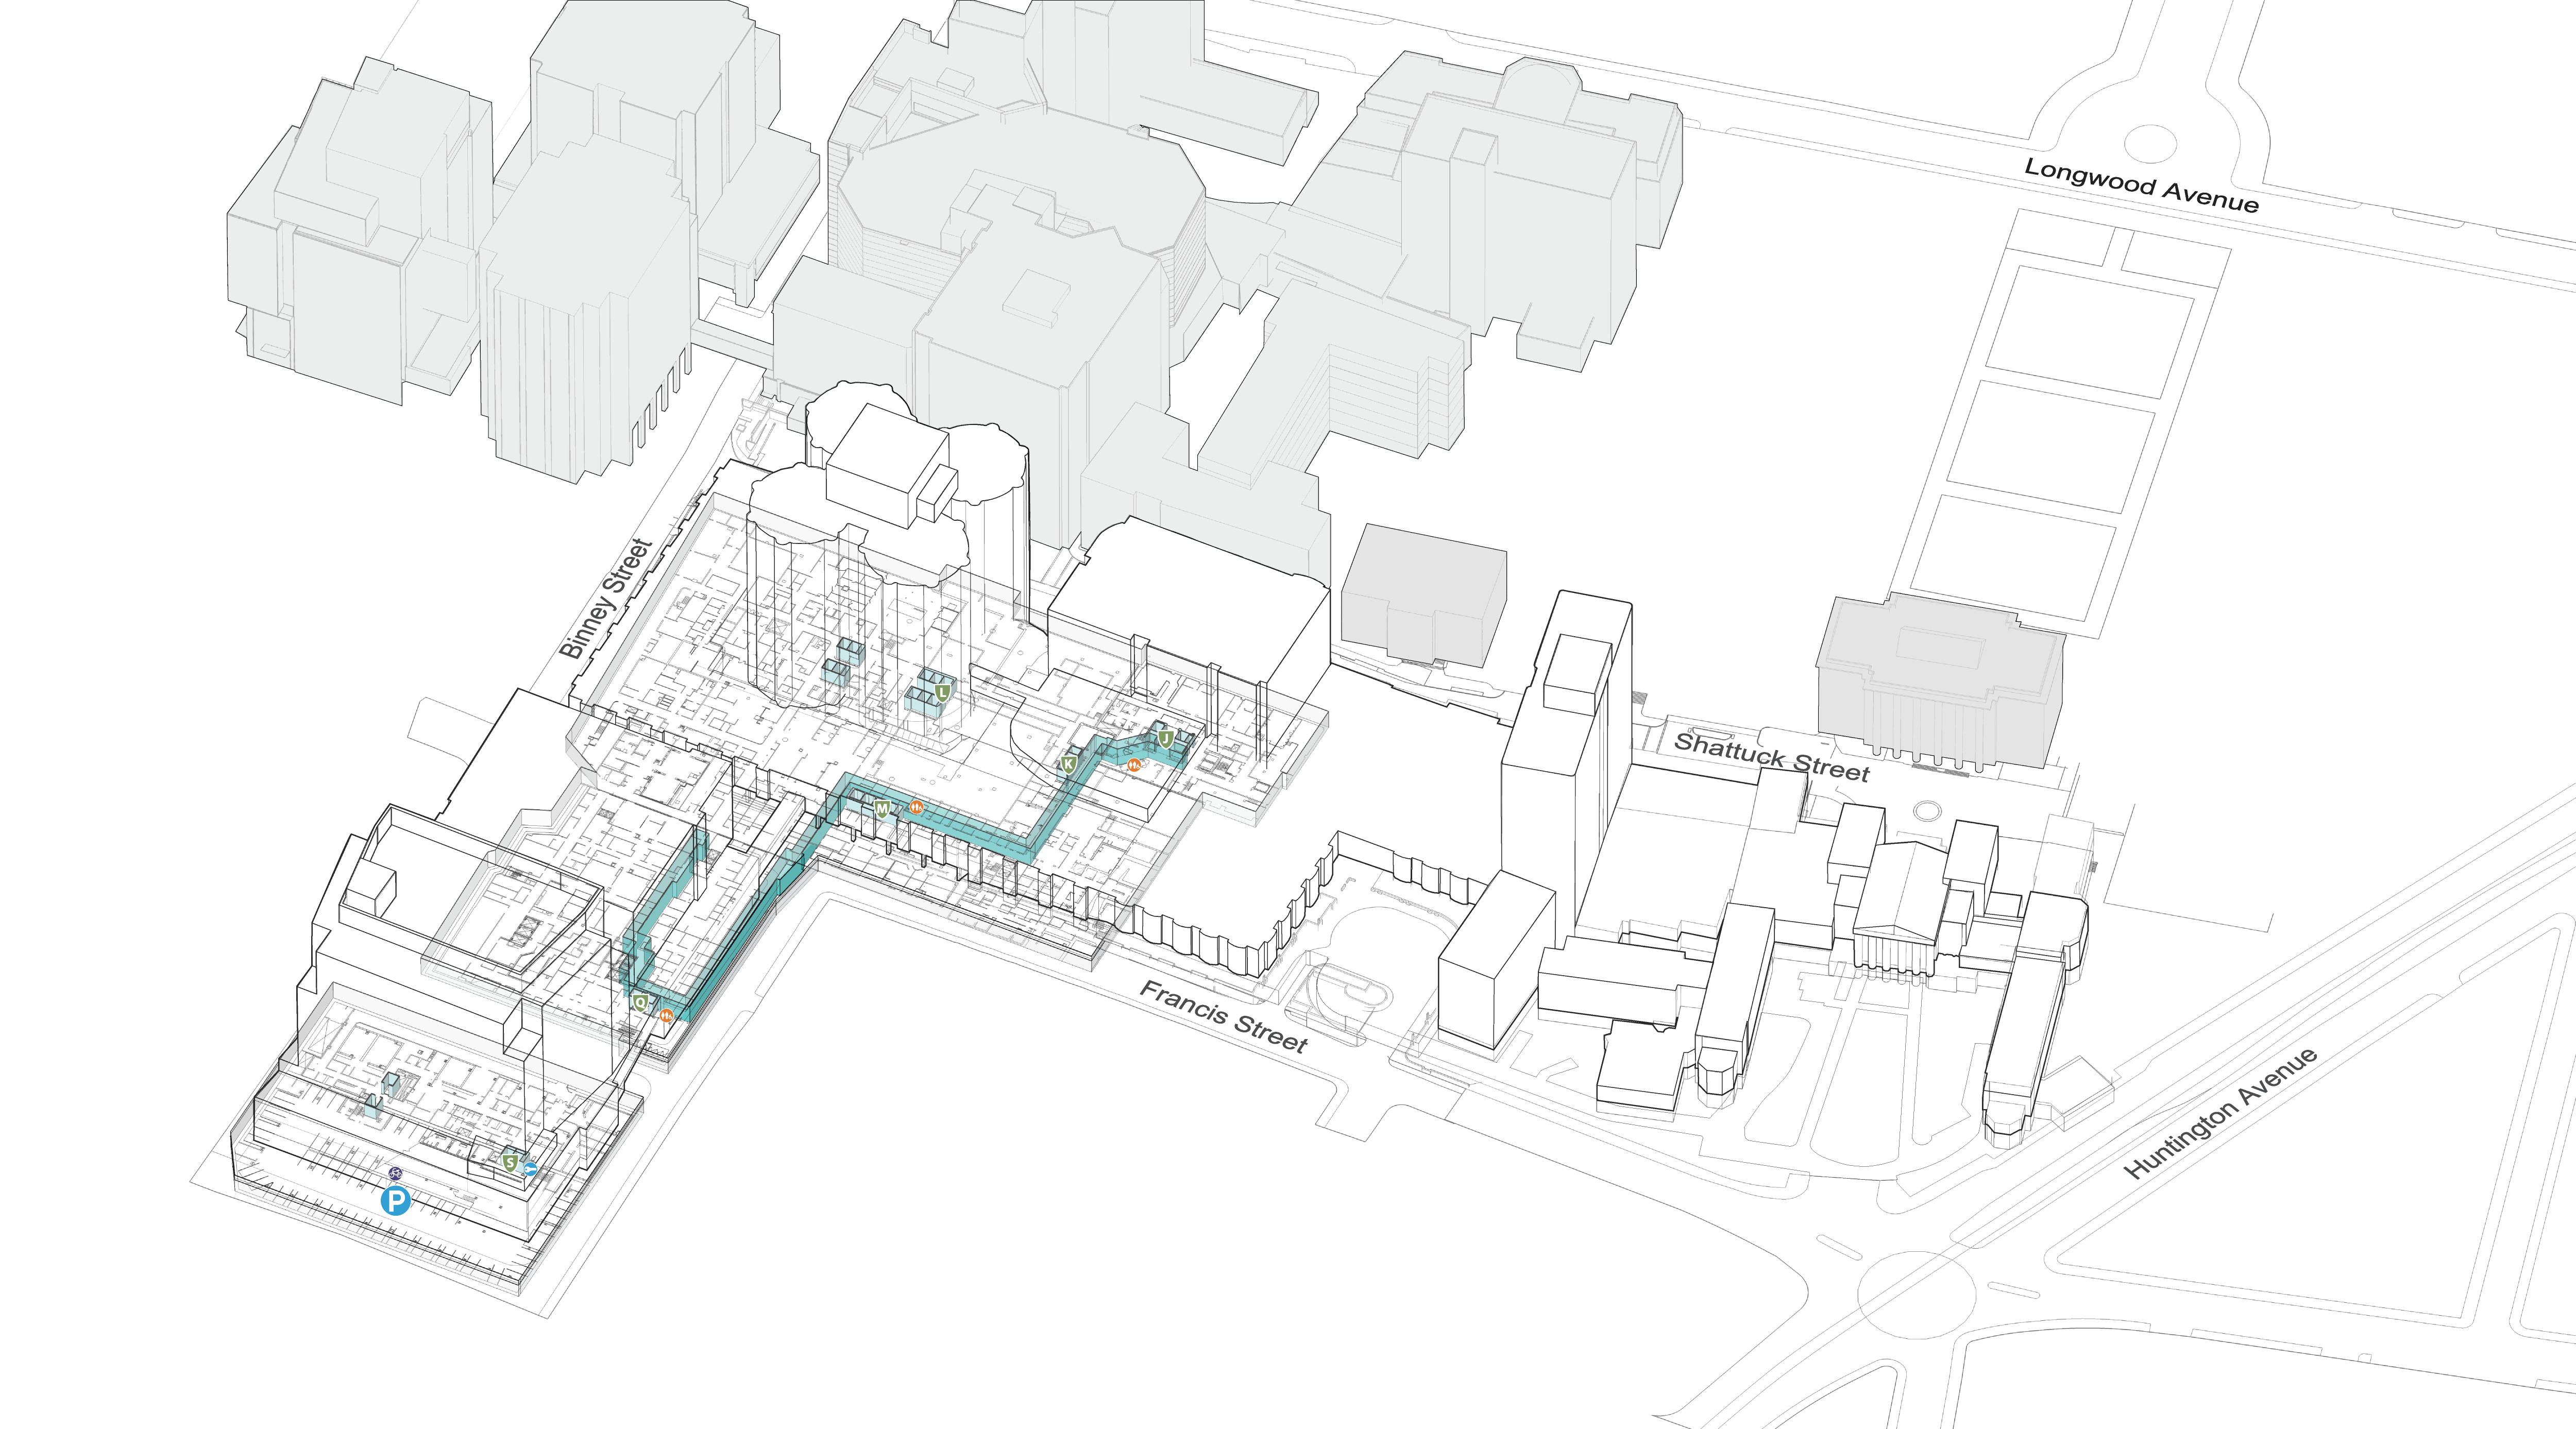 Longwood Avenue
Binney Street
L
Shattuck Street
J
K
M
Francis Street
Q
Huntington Avenue
S
P